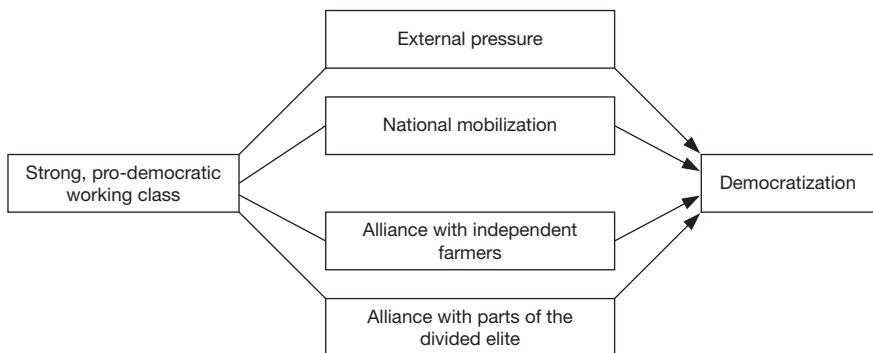 External pressure
National mobilization
Strong, pro-democratic
working class
Democratization
Alliance with independent
farmers
Alliance with parts of the
divided elite